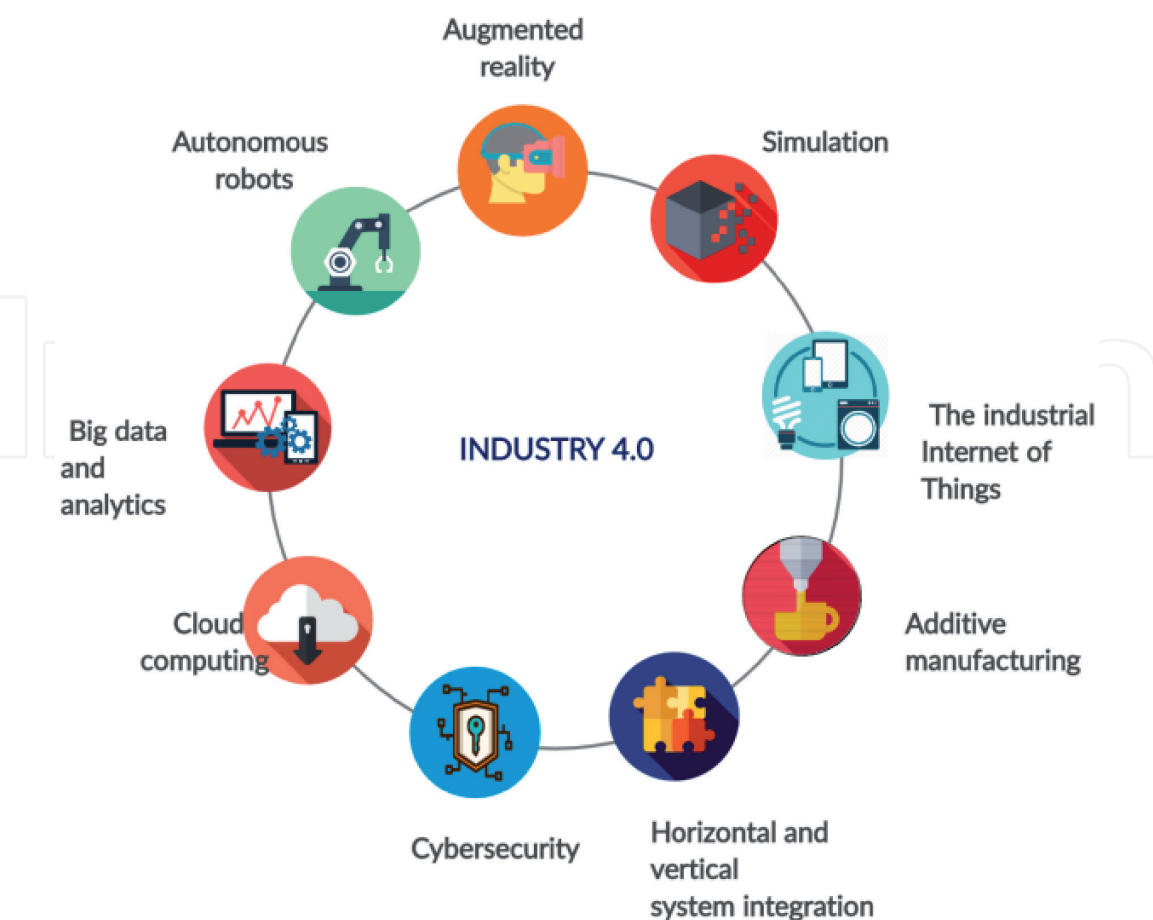 Augmented
reality
Simulation
Autonomous
robots
The industrial
Internet of
Things
INDUSTRY 4.0
Big data
and
analytics
Cloud
computing
Additive
manufacturing
Cybersecurity
Horizontal and
vertical
system integration